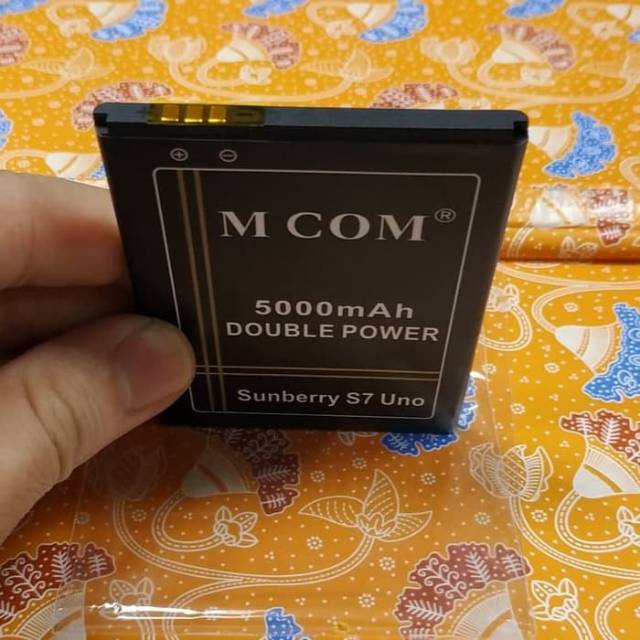 M COM®
5000mAh
DOUBLE POWER
Sunberry S7 Uno